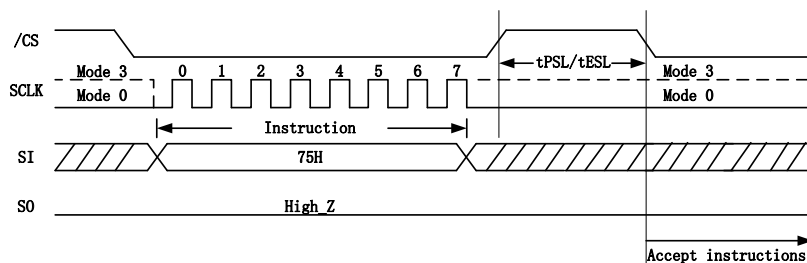 /CS
tPSL/tESL
Mode 3 0 1 2 3 4 5 6 7 Mode 3
SCLK
Mode 0 Mode 0
Instruction
SI 75H
SO High_Z
Accept instructions